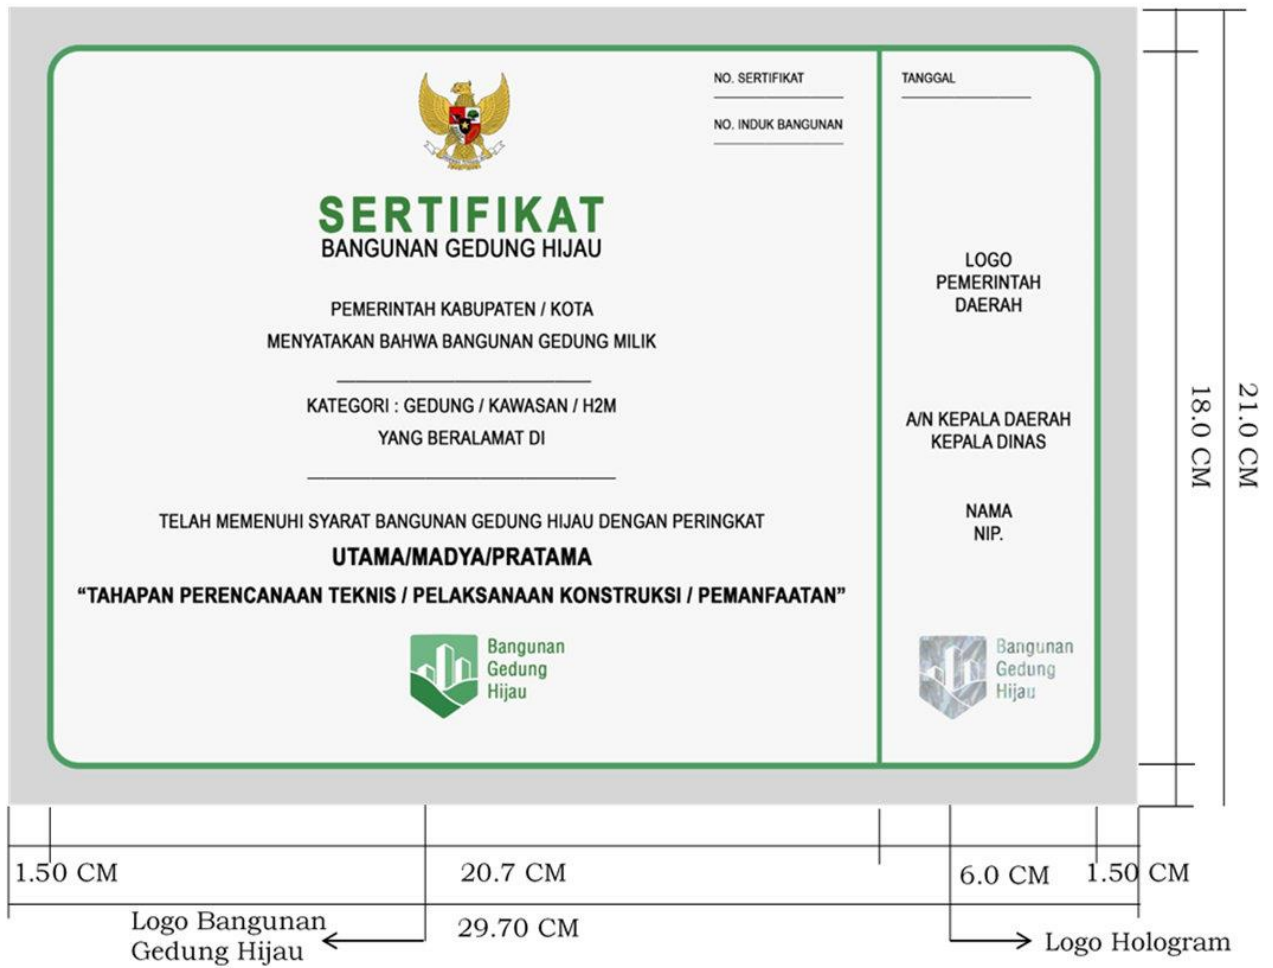 NO. SERTIFIKAT
NO. INDUK BANGUNAN
TANGGAL
SERTIFIKAT
BANGUNAN GEDUNG HIJAU
PEMERINTAH KABUPATEN / KOTA
MENYATAKAN BAHWA BANGUNAN GEDUNG MILIK
KATEGORI : GEDUNG / KAWASAN / H2M
YANG BERALAMAT DI
TELAH MEMENUHI SYARAT BANGUNAN GEDUNG HIJAU DENGAN PERINGKAT
UTAMA/MADYA/PRATAMA
“TAHAPAN PERENCANAAN TEKNIS / PELAKSANAAN KONSTRUKSI / PEMANFAATAN”
Bangunan
Gedung
Hijau
LOGO
PEMERINTAH
DAERAH
A/N KEPALA DAERAH
KEPALA DINAS
NAMA
NIP.
Bangunan
Gedung
Hijau
18.0 CM
21.0 CM
1.50 CM
20.7 CM
6.0 CM
1.50 CM
29.70 CM
Logo Bangunan
Gedung Hijau
Logo Hologram